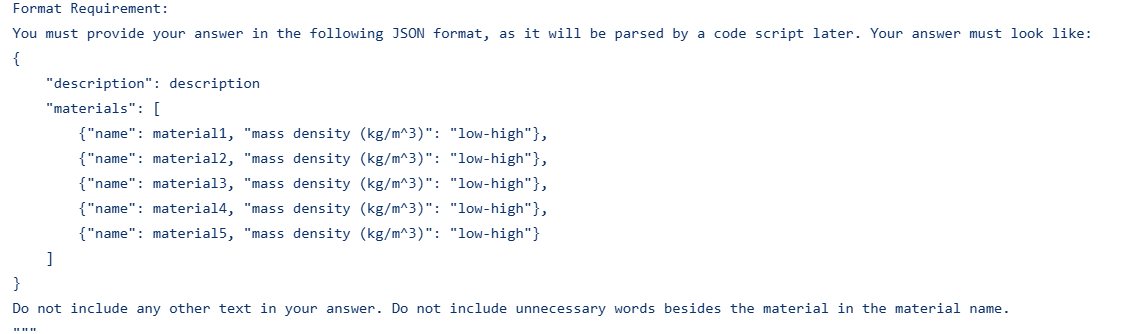 Format Requirement:
You must provide your answer in the following JSON format, as it will be parsed by a code script later. Your answer must look like:
{
    "description": description
    "materials": [
        {"name": material1, "mass density (kg/m^3)": "low-high"},
        {"name": material2, "mass density (kg/m^3)": "low-high"},
        {"name": material3, "mass density (kg/m^3)": "low-high"},
        {"name": material4, "mass density (kg/m^3)": "low-high"},
        {"name": material5, "mass density (kg/m^3)": "low-high"}
    ]
}
Do not include any other text in your answer. Do not include unnecessary words besides the material in the material name.
"""